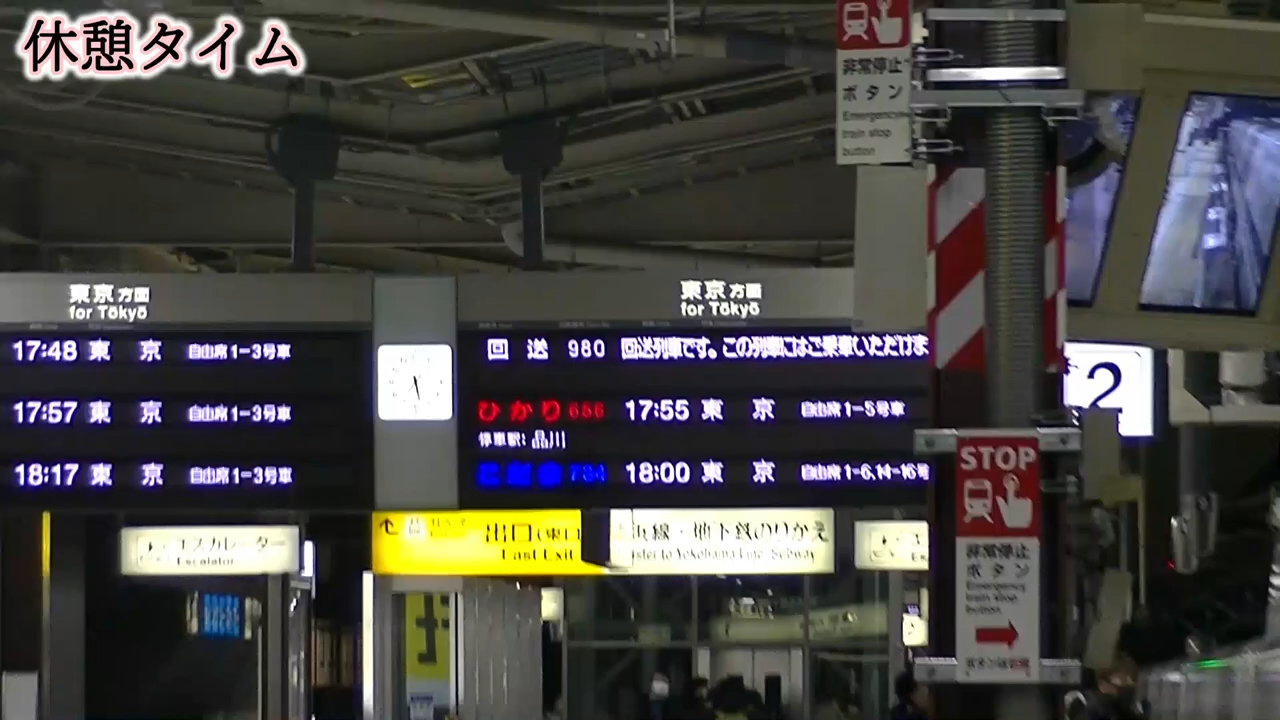 休憩タイム
非常停止
ボタン
Emergency
train stop
button
東京方面
for Tōkyō
17:48 東京 自由席1-3号車
17:57 東京 自由席1-3号車
18:17 東京 自由席1-3号車
東京方面
for Tōkyō
回送 980 回送列車です。この列車にはご乗車いただけま
ひかり 656 17:55 東京 自由席1-5号車
停車駅:品川
18:00 東京 自由席1-6,14-16号
2
エスカレーター
Escalator
出口(東口
East Exit
浜線・地下鉄のりかえ
sfer to Yokohama Line, Subway
STOP
非常停止
ボタン
Emergency
train stop
button